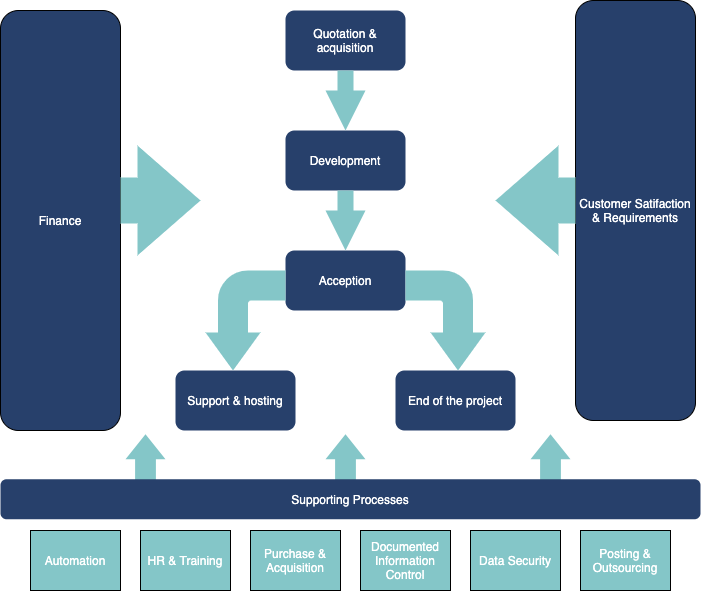 Quotation &
acquisition
Development
Finance
Customer Satifaction
& Requirements
Acception
Support & hosting
End of the project
Supporting Processes
Automation
HR & Training
Purchase &
Acquisition
Documented
Information
Control
Data Security
Posting &
Outsourcing